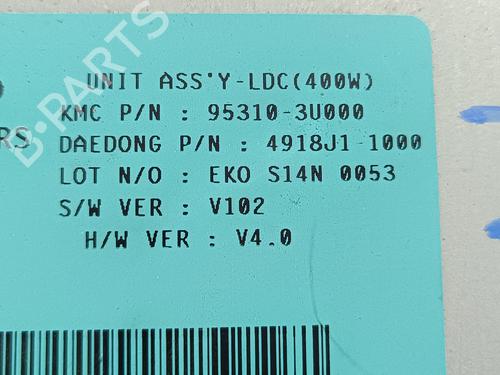 UNIT ASS'Y-LDC(400W)
KMC P/N : 95310-3U000
RS
DAEDONG P/N : 4918J1-1000
LOT N/O : EKO S14N 0053
S/W VER : V102
H/W VER : V4.0
B-PARTS